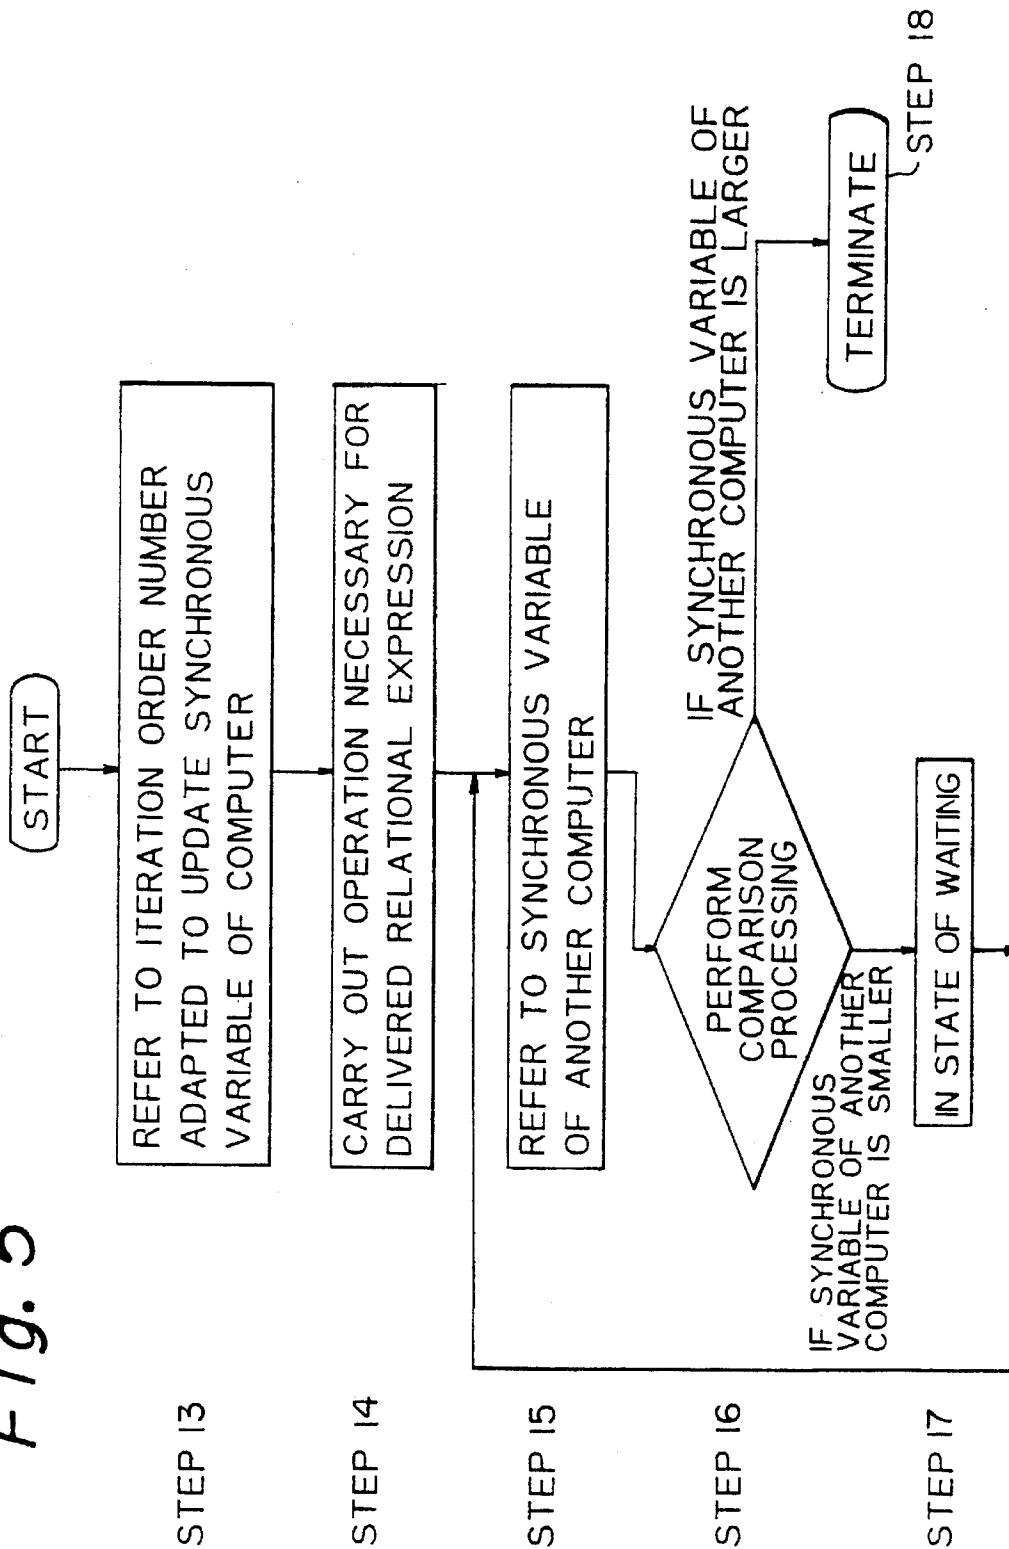 Fig. 5
START
STEP 13
REFER TO ITERATION ORDER NUMBER
ADAPTED TO UPDATE SYNCHRONOUS
VARIABLE OF COMPUTER
STEP 14
CARRY OUT OPERATION NECESSARY FOR
DELIVERED RELATIONAL EXPRESSION
STEP 15
REFER TO SYNCHRONOUS VARIABLE
OF ANOTHER COMPUTER
STEP 16
PERFORM
COMPARISON
PROCESSING
IF SYNCHRONOUS VARIABLE OF
ANOTHER COMPUTER IS LARGER
TERMINATE
STEP 18
IF SYNCHRONOUS
VARIABLE OF ANOTHER
COMPUTER IS SMALLER
STEP 17
IN STATE OF WAITING